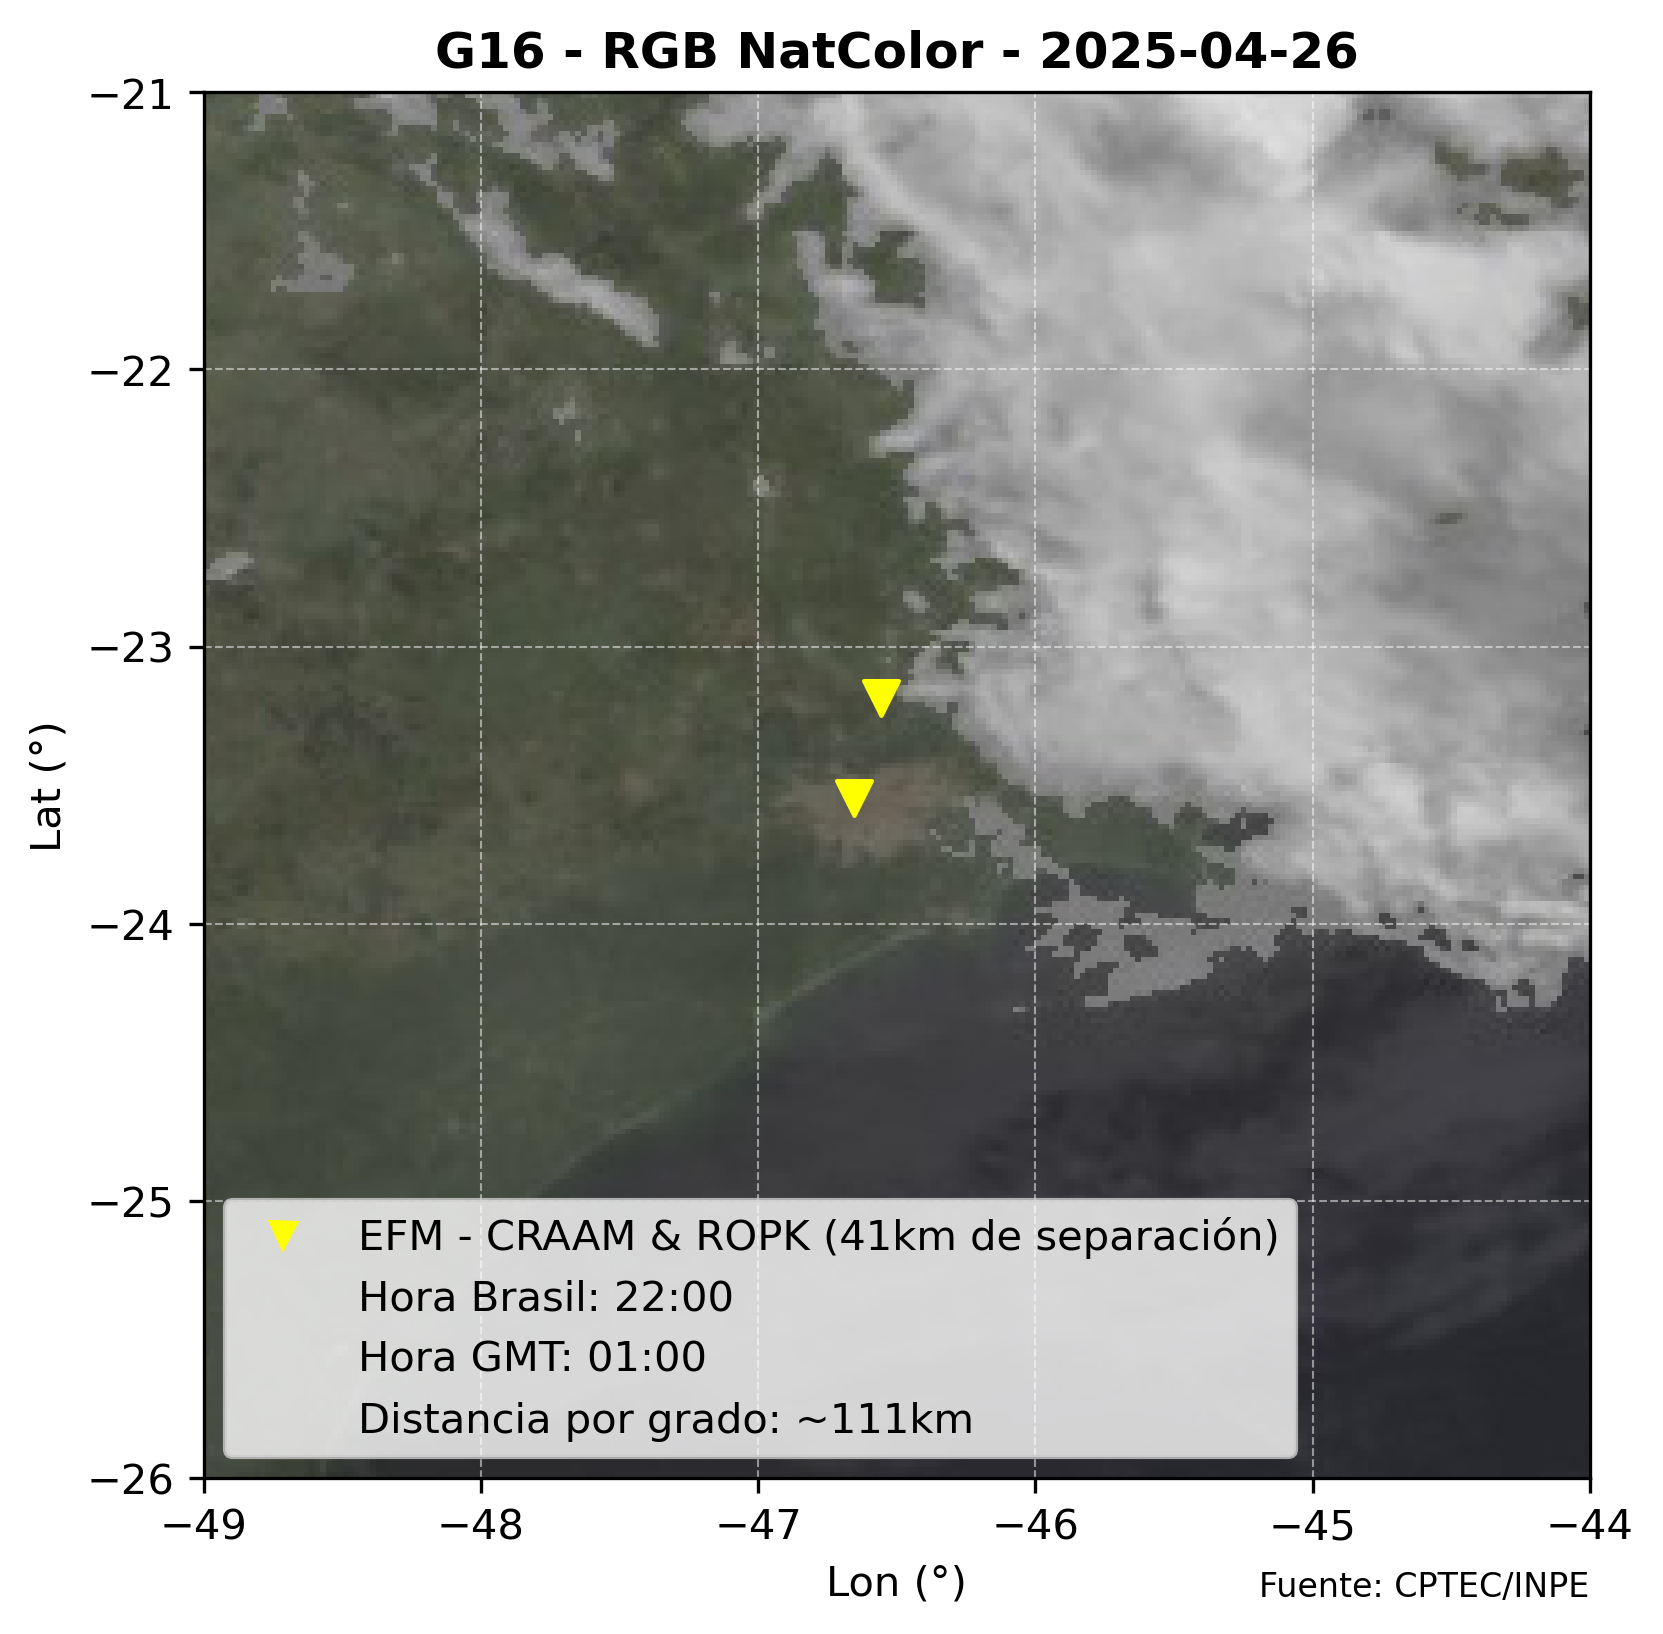 G16 - RGB NatColor - 2025-04-26
−21
−22
−23
−24
−25
−26
Lat (°)
EFM - CRAAM & ROPK (41km de separación)
Hora Brasil: 22:00
Hora GMT: 01:00
Distancia por grado: ~111km
−49 −48 −47 −46 −45 −44
Lon (°)
Fuente: CPTEC/INPE